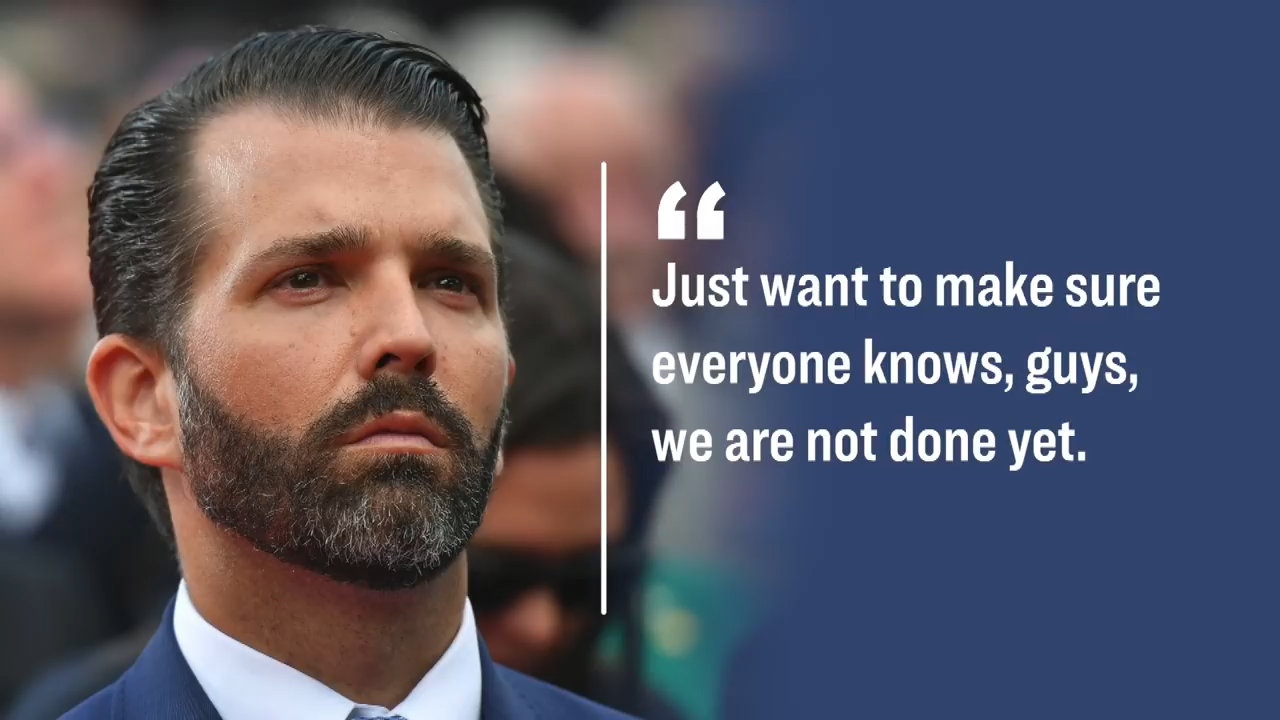 “
Just want to make sure
everyone knows, guys,
we are not done yet.